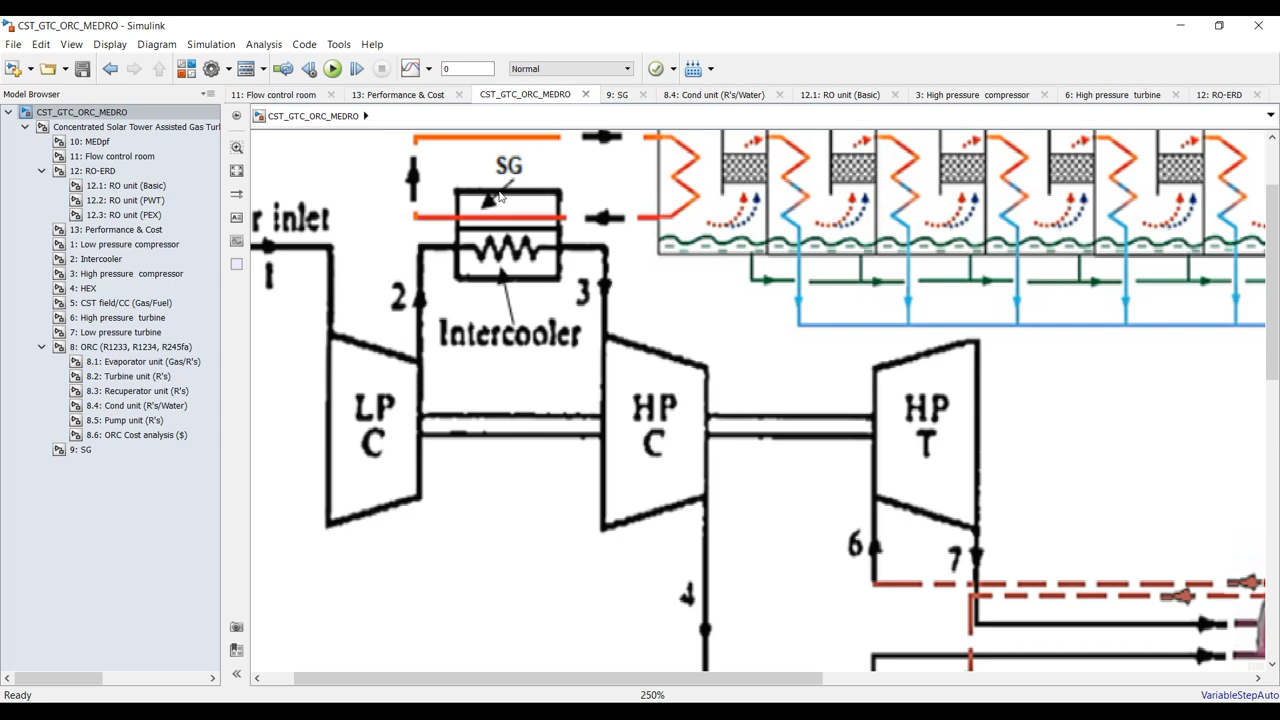 CST_GTC_ORC_MEDRO - Simulink
File Edit View Display Diagram Simulation Analysis Code Tools Help
0 Normal
Model Browser
11: Flow control room 13: Performance & Cost CST_GTC_ORC_MEDRO 9: SG 8.4: Cond unit (R's/Water) 12.1: RO unit (Basic) 3: High pressure compressor 6: High pressure turbine 12: RO-ERD
CST_GTC_ORC_MEDRO
CST_GTC_ORC_MEDRO
Concentrated Solar Tower Assisted Gas Turl
10: MEDpf
11: Flow control room
12: RO-ERD
12.1: RO unit (Basic)
12.2: RO unit (PWT)
12.3: RO unit (PEX)
13: Performance & Cost
1: Low pressure compressor
2: Intercooler
3: High pressure compressor
4: HEX
5: CST field/CC (Gas/Fuel)
6: High pressure turbine
7: Low pressure turbine
8: ORC (R1233, R1234, R245fa)
8.1: Evaporator unit (Gas/R's)
8.2: Turbine unit (R's)
8.3: Recuperator unit (R's)
8.4: Cond unit (R's/Water)
8.5: Pump unit (R's)
8.6: ORC Cost analysis ($)
9: SG
SG
r inlet
1
2
3
Intercooler
LP
C
HP
C
HP
T
4
6
7
Ready
250%
VariableStepAuto